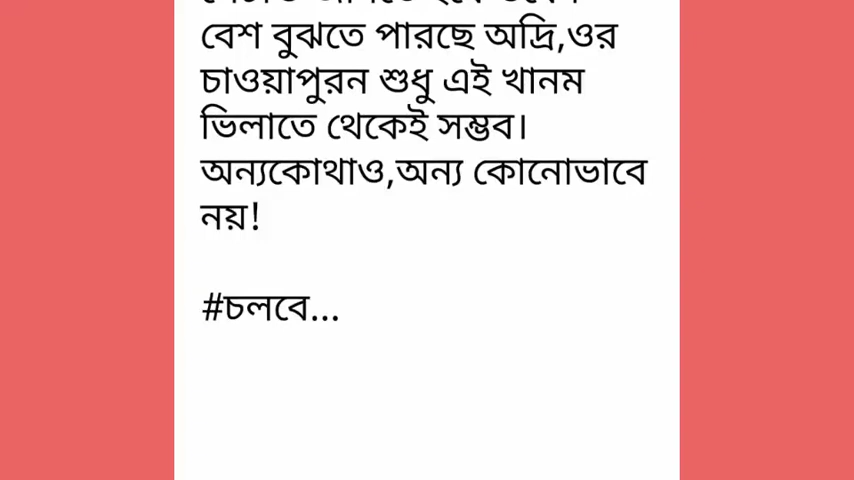 বেশ বুঝতে পারছে অদ্রি,ওর
চাওয়াপুরন শুধু এই খানম
ভিলাতে থেকেই সম্ভব।
অন্যকোথাও,অন্য কোনোভাবে
নয়!
#চলবে...